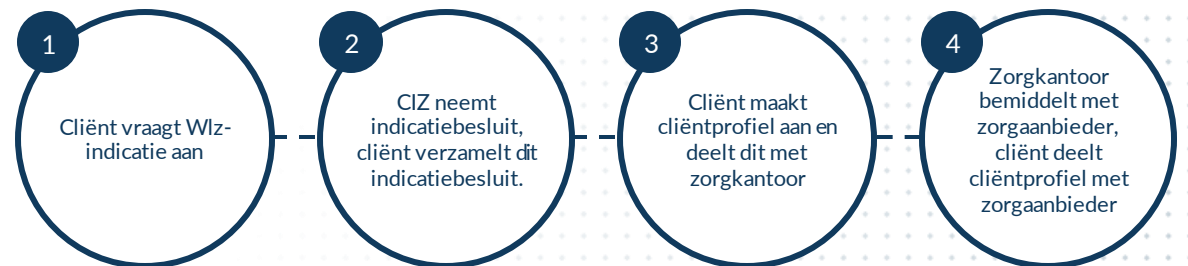 1
Cliënt vraagt Wlz-
indicatie aan
2
CIZ neemt
indicatiebesluit,
cliënt verzamelt dit
indicatiebesluit.
3
Cliënt maakt
cliëntprofiel aan en
deelt dit met
zorgkantoor
4
Zorgkantoor
bemiddelt met
zorgaanbieder,
cliënt deelt
cliëntprofiel met
zorgaanbieder